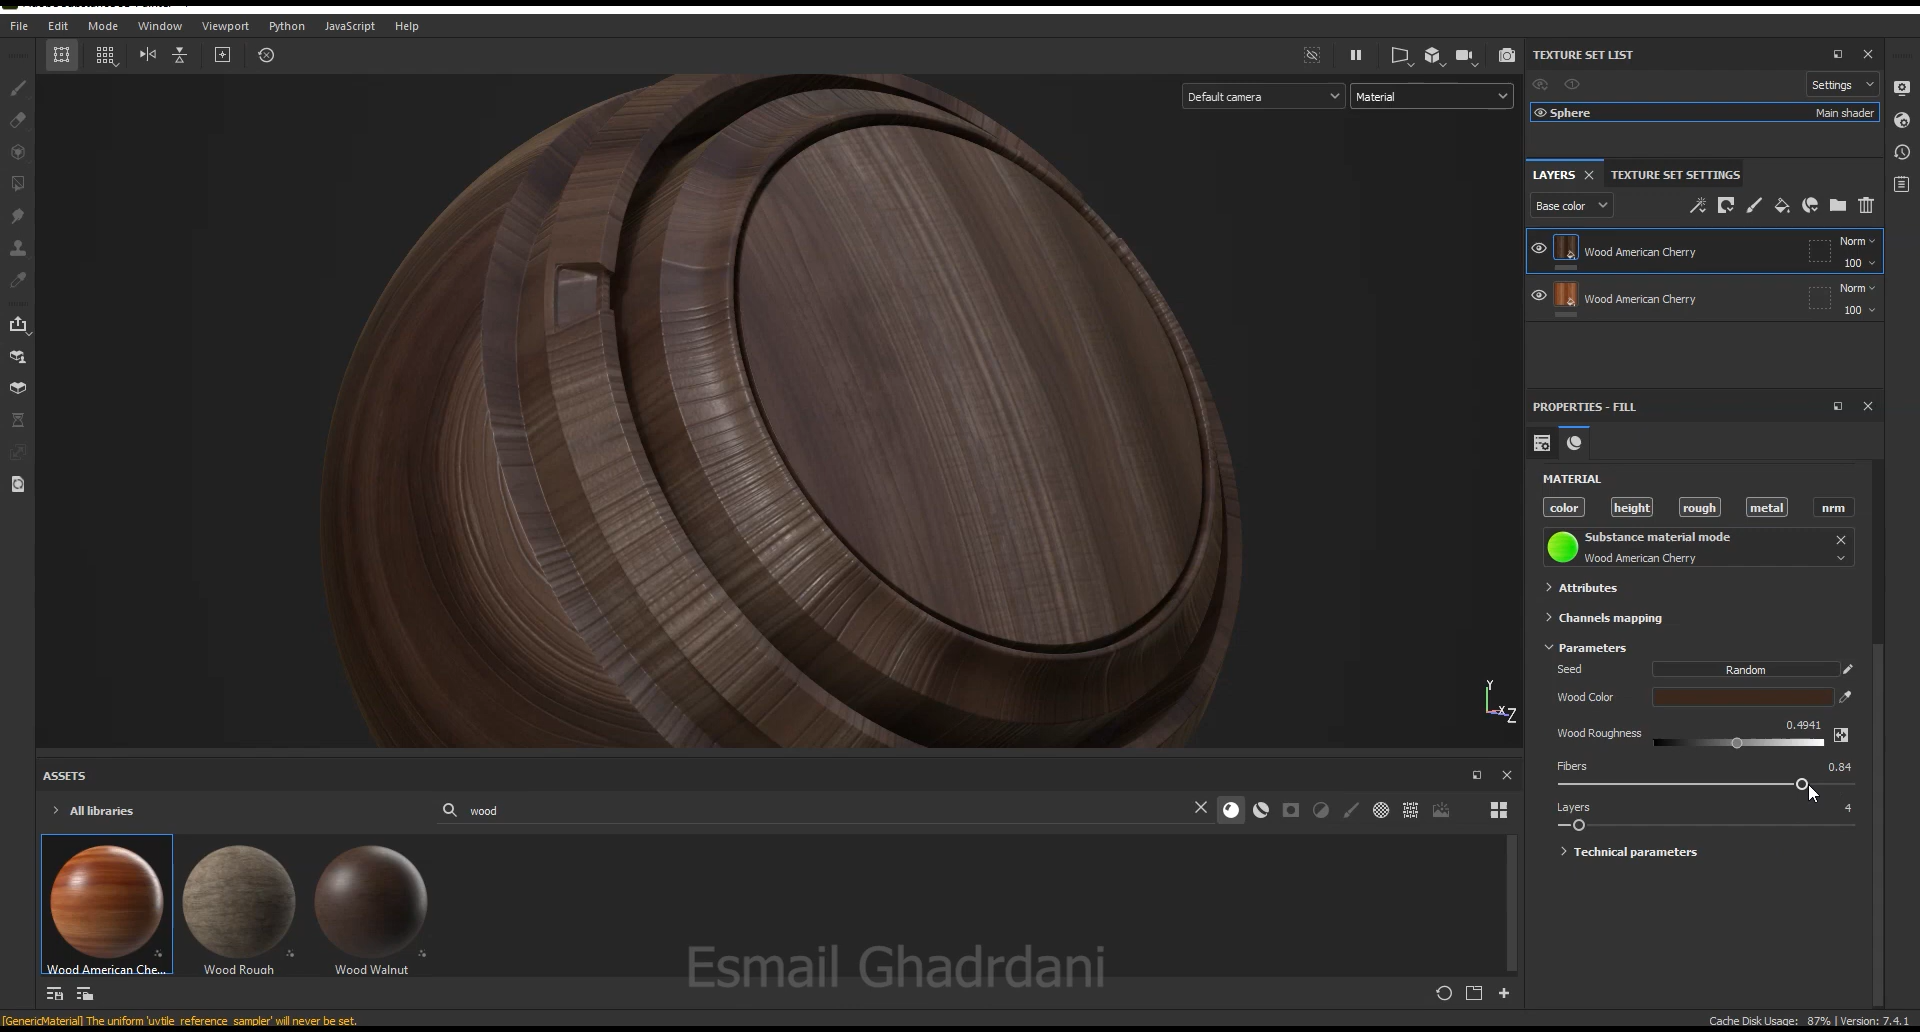 File Edit Mode Window Viewport Python JavaScript Help
Default camera
Material
TEXTURE SET LIST
Settings
Sphere Main shader
LAYERS TEXTURE SET SETTINGS
Base color
Wood American Cherry Norm 100
Wood American Cherry Norm 100
PROPERTIES - FILL
MATERIAL
color height rough metal nrm
Substance material mode
Wood American Cherry
Attributes
Channels mapping
Parameters
Seed Random
Wood Color
Wood Roughness 0.4941
Fibers 0.84
Layers 4
Technical parameters
Y
X
Z
ASSETS
All libraries
wood
Wood American Che...
Wood Rough
Wood Walnut
Esmail Ghadrdani
[GenericMaterial] The uniform 'uvtile_reference_sampler' will never be set.
Cache Disk Usage: 87% | Version: 7.4.1